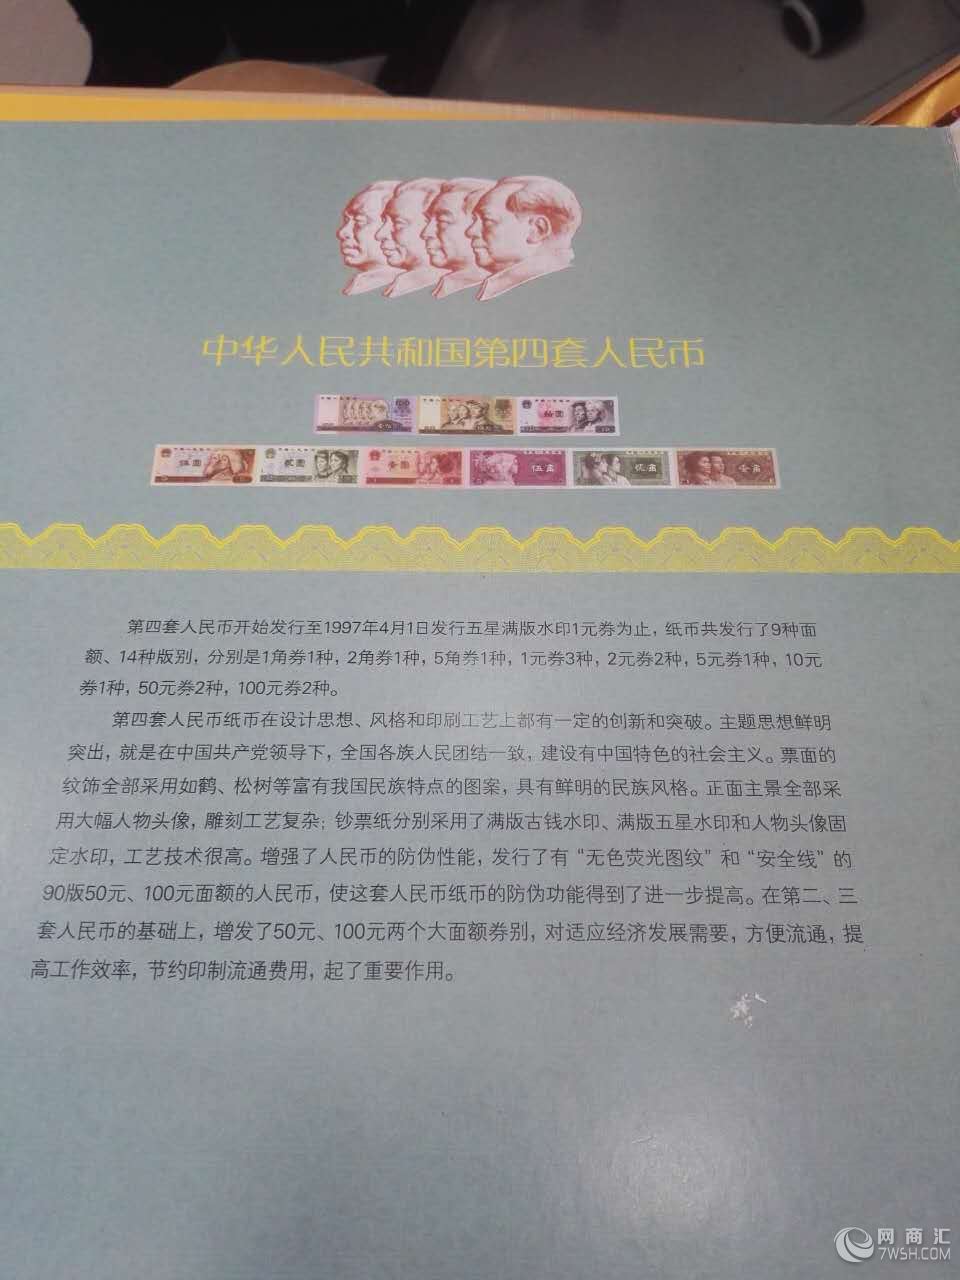 中华人民共和国第四套人民币
拾圆
伍圆
贰圆
壹圆
伍角
贰角
壹角
第四套人民币开始发行至1997年4月1日发行五星满版水印1元券为止，纸币共发行了9种面
额、14种版别，分别是1角券1种，2角券1种，5角券1种，1元券3种，2元券2种，5元券1种，10元
券1种，50元券2种，100元券2种。
第四套人民币纸币在设计思想、风格和印刷工艺上都有一定的创新和突破。主题思想鲜明
突出，就是在中国共产党领导下，全国各族人民团结一致，建设有中国特色的社会主义。票面的
纹饰全部采用如鹤、松树等富有我国民族特点的图案，具有鲜明的民族风格。正面主景全部采
用大幅人物头像，雕刻工艺复杂；钞票纸分别采用了满版古钱水印、满版五星水印和人物头像固
定水印，工艺技术很高。增强了人民币的防伪性能，发行了有“无色荧光图纹”和“安全线”的
90版50元、100元面额的人民币，使这套人民币纸币的防伪功能得到了进一步提高。在第二、三
套人民币的基础上，增发了50元、100元两个大面额券别，对适应经济发展需要，方便流通，提
高工作效率，节约印制流通费用，起了重要作用。
网商汇
7WSH.COM